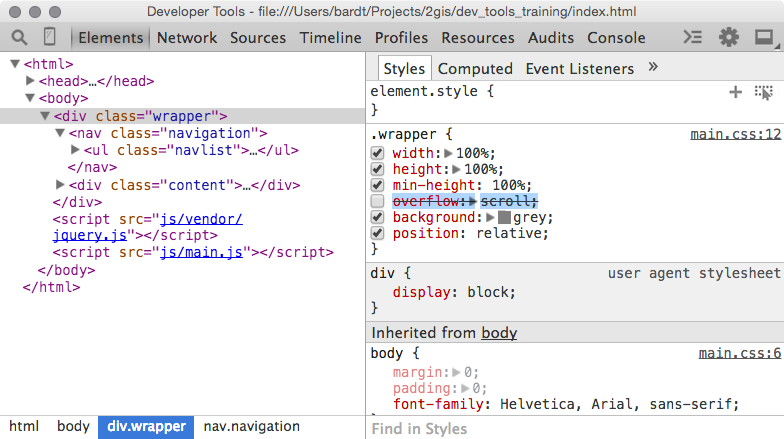 Developer Tools - file:///Users/bardt/Projects/2gis/dev_tools_training/index.html
Elements Network Sources Timeline Profiles Resources Audits Console
<html>
<head>…</head>
<body>
<div class="wrapper">
<nav class="navigation">
<ul class="navlist">…</ul>
</nav>
<div class="content">…</div>
</div>
<script src="js/vendor/
jquery.js"></script>
<script src="js/main.js"></script>
</body>
</html>
html body div.wrapper nav.navigation
Styles Computed Event Listeners »
element.style {
}
.wrapper { main.css:12
width: 100%;
height: 100%;
min-height: 100%;
overflow: scroll;
background: grey;
position: relative;
}
div { user agent stylesheet
display: block;
}
Inherited from body
body { main.css:6
margin: 0;
padding: 0;
font-family: Helvetica, Arial, sans-serif;
}
Find in Styles